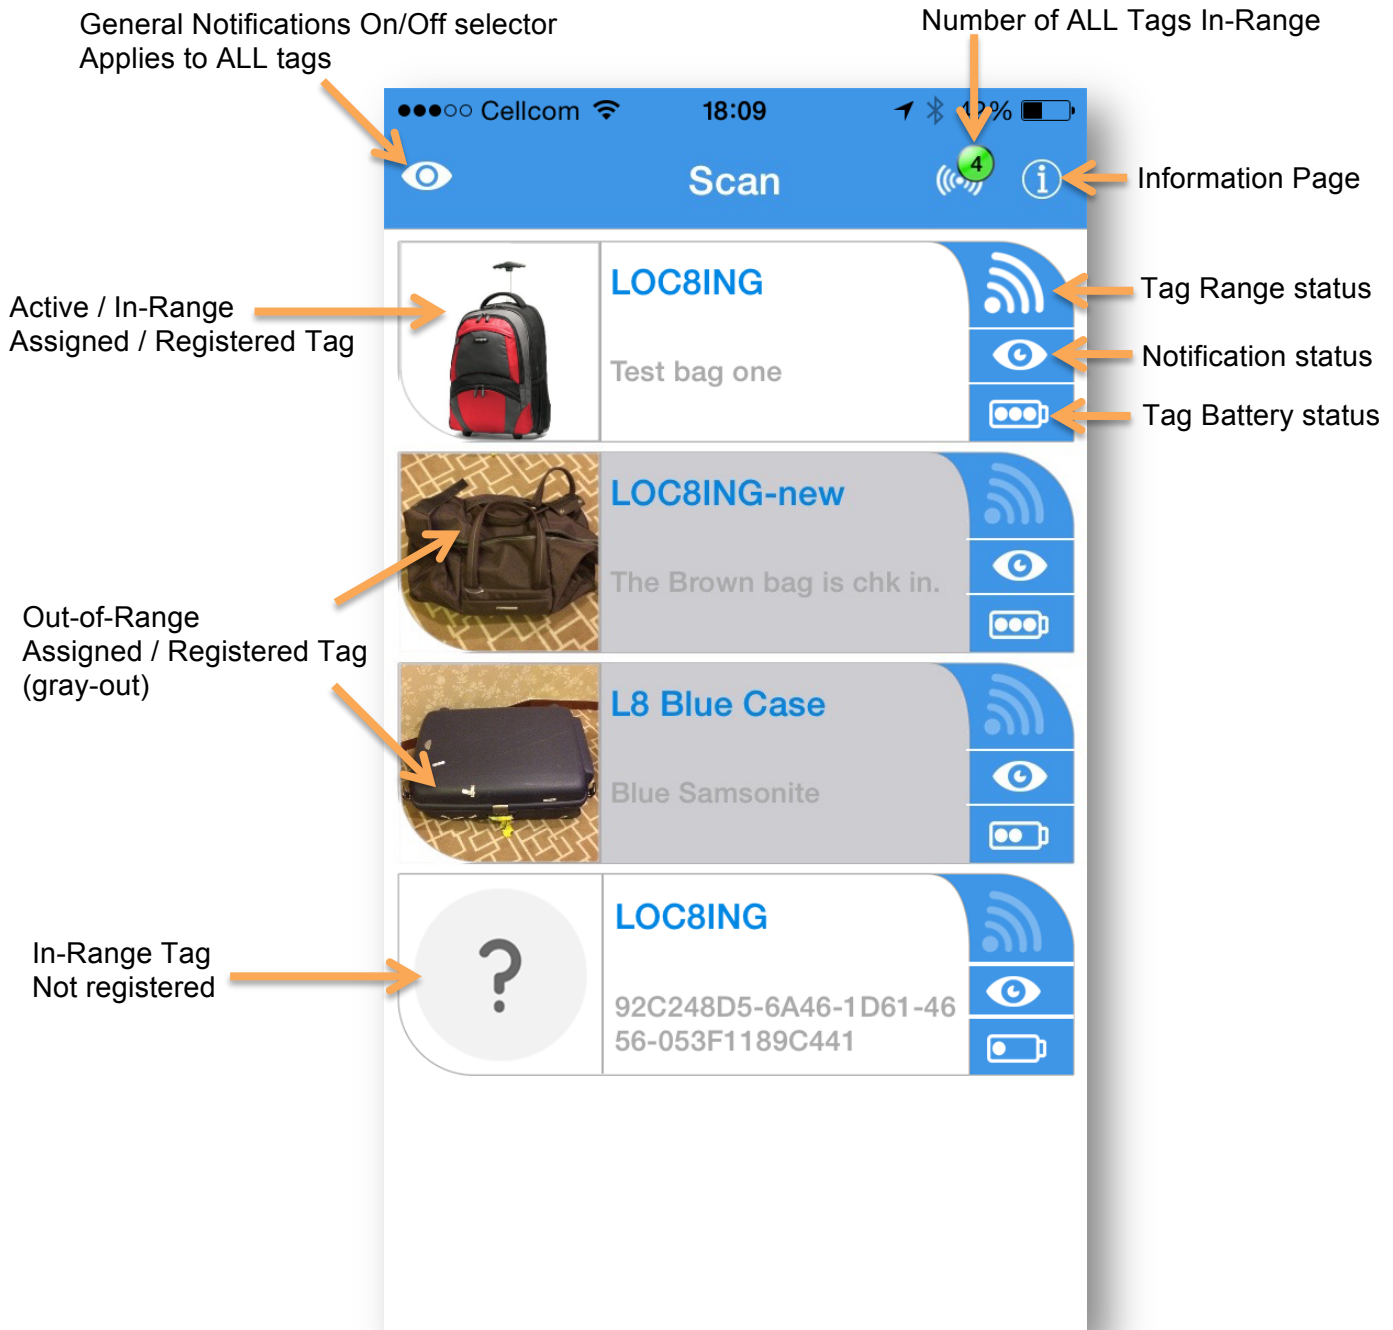 General Notifications On/Off selector
Applies to ALL tags
Number of ALL Tags In-Range
Cellcom
18:09
Scan
4
Information Page
Active / In-Range
Assigned / Registered Tag
LOC8ING
Test bag one
Tag Range status
Notification status
Tag Battery status
LOC8ING-new
The Brown bag is chk in.
Out-of-Range
Assigned / Registered Tag
(gray-out)
L8 Blue Case
Blue Samsonite
In-Range Tag
Not registered
?
LOC8ING
92C248D5-6A46-1D61-46
56-053F1189C441